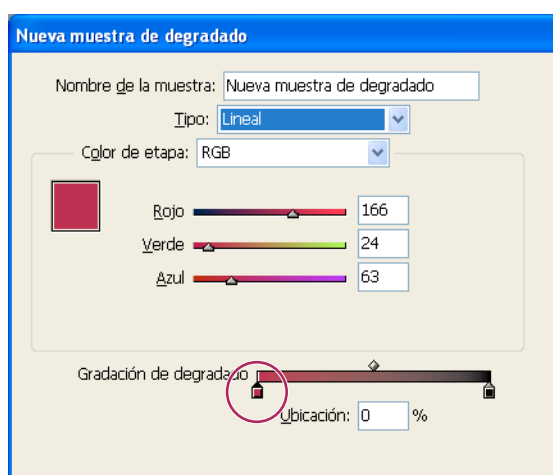 Nueva muestra de degradado
Nombre de la muestra: Nueva muestra de degradado
Tipo: Lineal
Color de etapa: RGB
Rojo 166
Verde 24
Azul 63
Gradación de degradado
Ubicación: 0 %